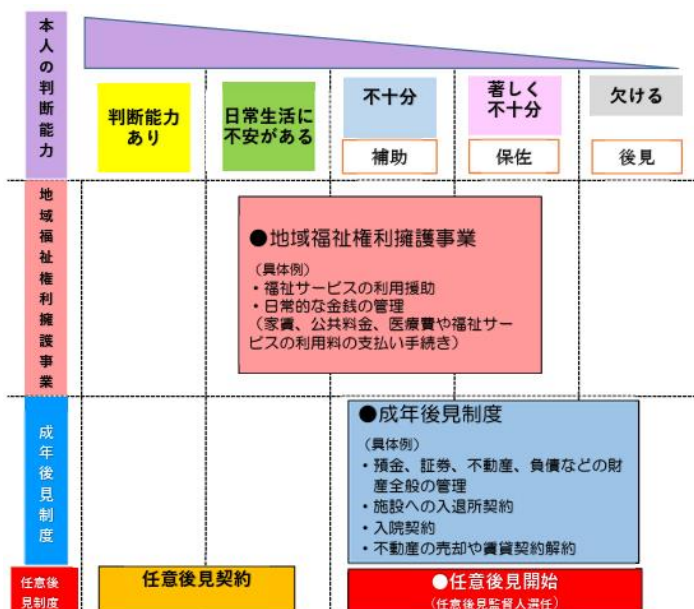 本人の判断能力
判断能力
あり
日常生活に
不安がある
不十分
著しく
不十分
欠ける
補助
保佐
後見
地域福祉権利擁護事業
●地域福祉権利擁護事業
（具体例）
・福祉サービスの利用援助
・日常的な金銭の管理
（家賃、公共料金、医療費や福祉サー
ビスの利用料の支払い手続き）
成年後見制度
●成年後見制度
（具体例）
・預金、証券、不動産、負債などの財
産全般の管理
・施設への入退所契約
・入院契約
・不動産の売却や賃貸契約解約
任意後
見制度
任意後見契約
●任意後見開始
（任意後見監督人選任）